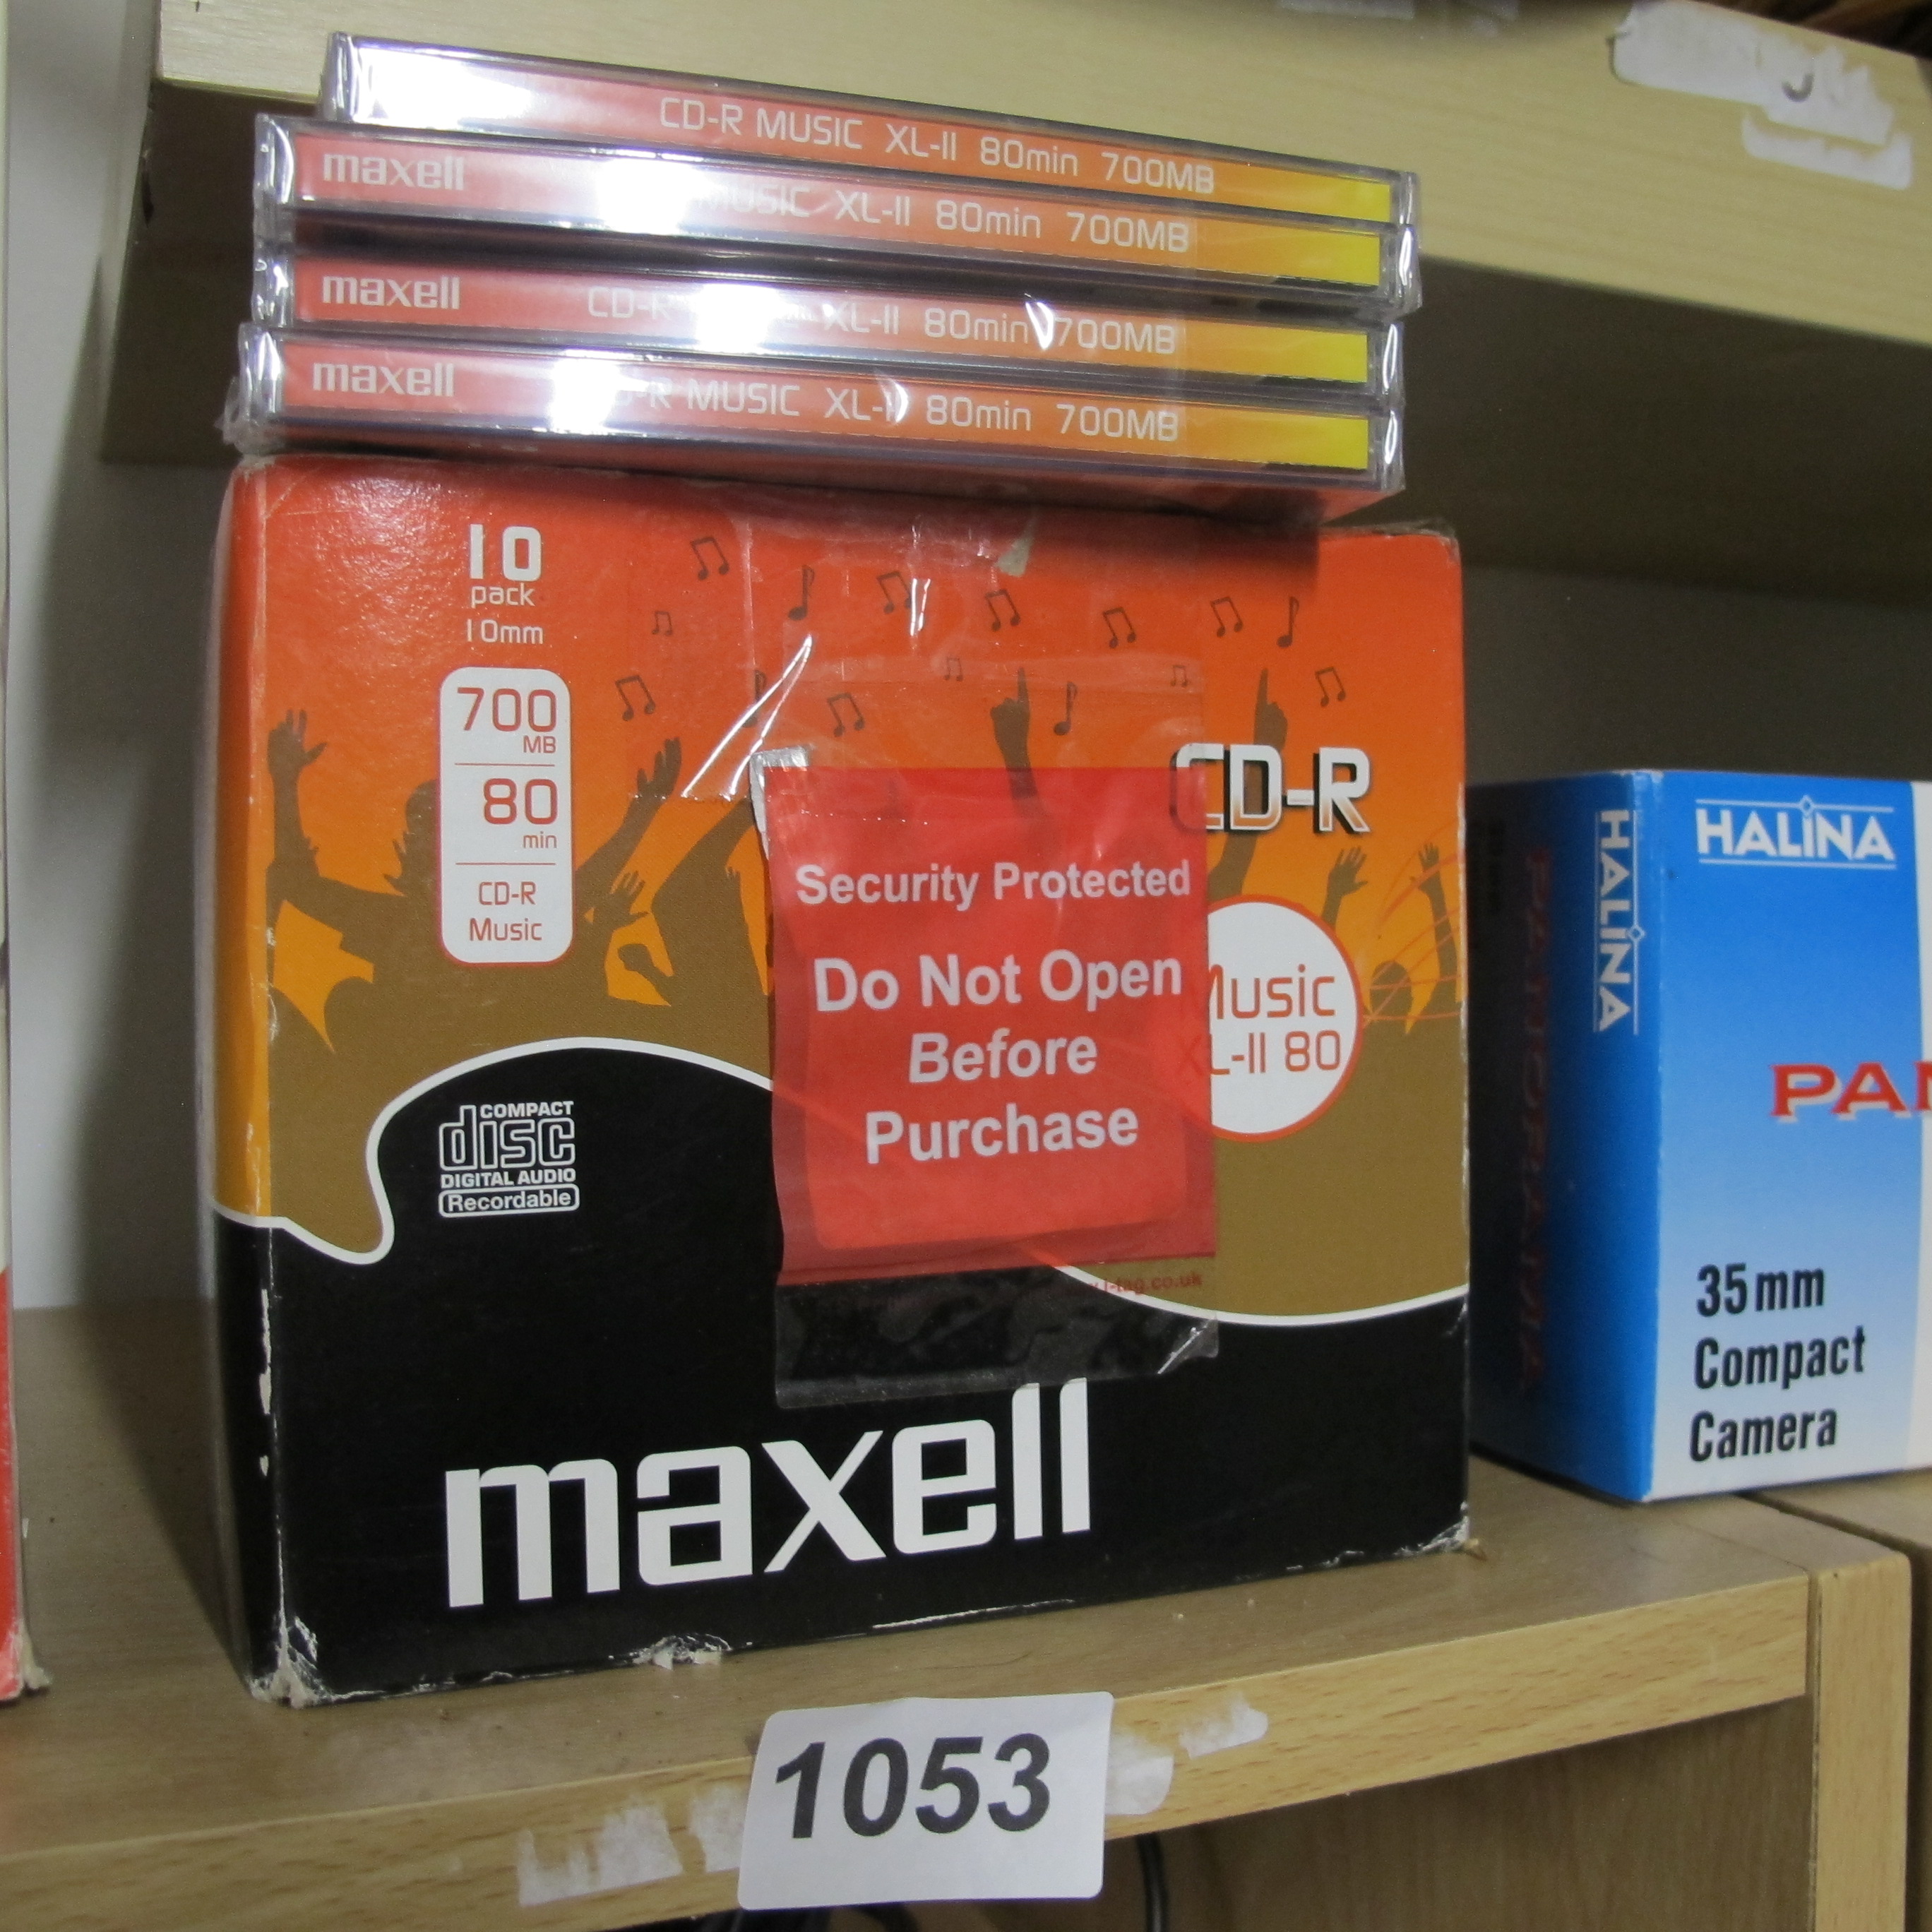 CD-R MUSIC XL-II 80min 700MB
maxell MUSIC XL-II 80min 700MB
maxell CD-R XL-II 80min 700MB
maxell CD-R MUSIC XL-II 80min 700MB
10
pack
10mm
700
MB
80
min
CD-R
Music
CD-R
Music
XL-II 80
Security Protected
Do Not Open
Before
Purchase
COMPACT
disc
DIGITAL AUDIO
Recordable
maxell
1053
HALINA
PANORAMA
HALINA
PAN
35mm
Compact
Camera